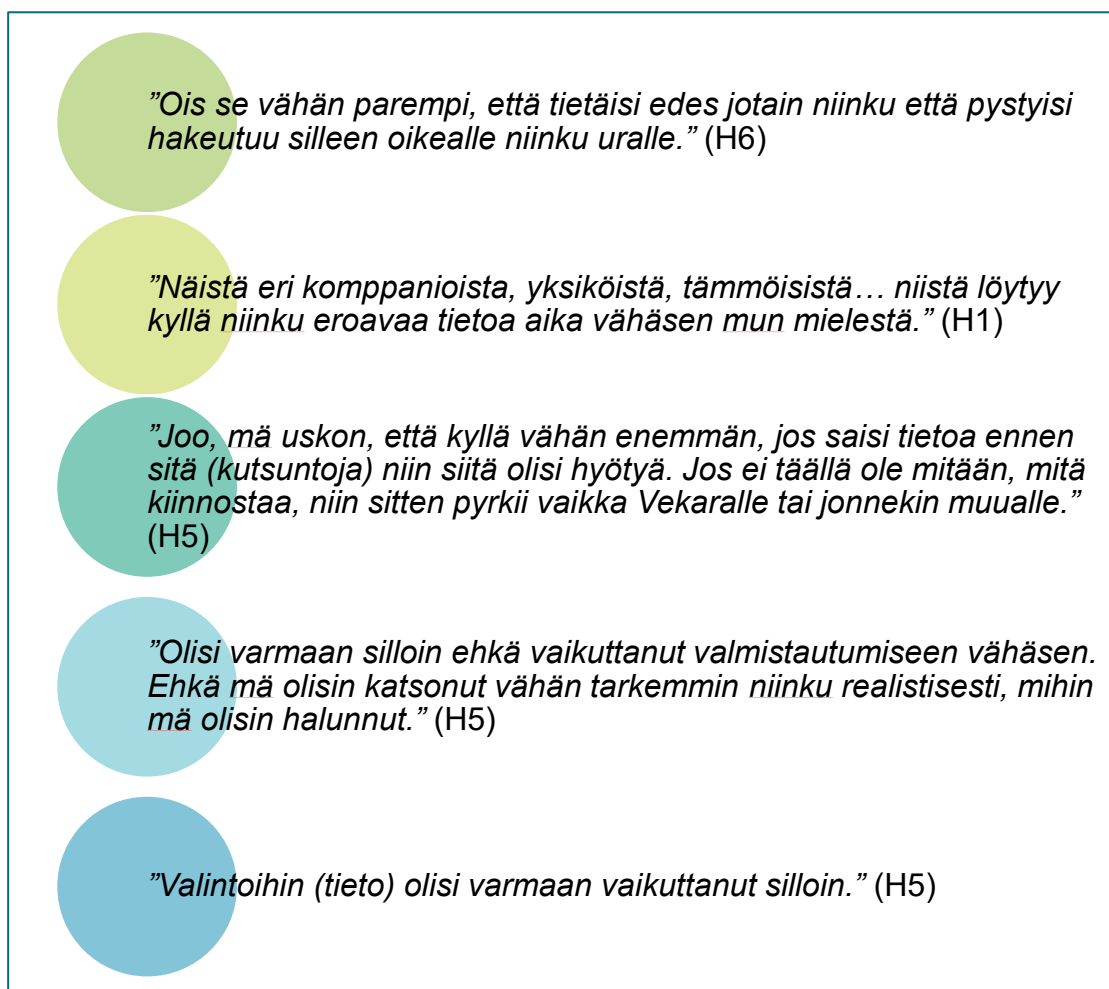 ”Ois se vähän parempi, että tietäisi edes jotain niinku että pystyisi
hakeutuu silleen oikealle niinku uralle.” (H6)
”Näistä eri komppanioista, yksiköistä, tämmöisistä… niistä löytyy
kyllä niinku eroavaa tietoa aika vähäsen mun mielestä.” (H1)
”Joo, mä uskon, että kyllä vähän enemmän, jos saisi tietoa ennen
sitä (kutsuntoja) niin siitä olisi hyötyä. Jos ei täällä ole mitään, mitä
kiinnostaa, niin sitten pyrkii vaikka Vekaralle tai jonnekin muualle.”
(H5)
”Olisi varmaan silloin ehkä vaikuttanut valmistautumiseen vähäsen.
Ehkä mä olisin katsonut vähän tarkemmin niinku realistisesti, mihin
mä olisin halunnut.” (H5)
”Valintoihin (tieto) olisi varmaan vaikuttanut silloin.” (H5)